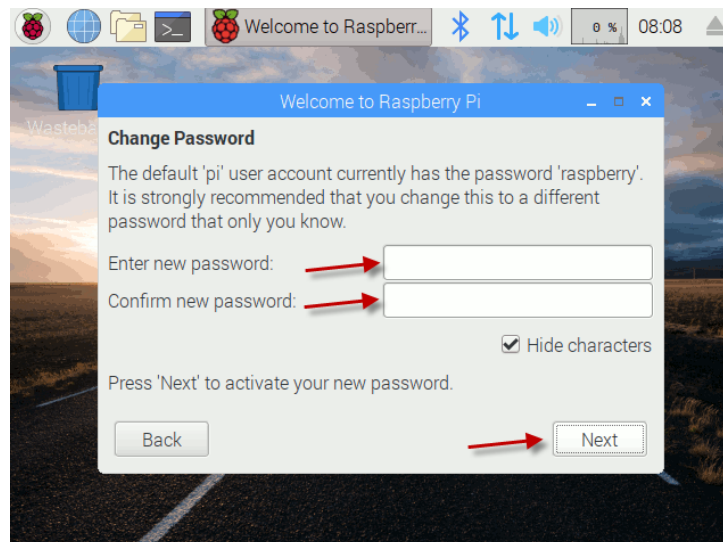 Welcome to Raspberr... 0 % 08:08
Welcome to Raspberry Pi
Change Password
The default 'pi' user account currently has the password 'raspberry'.
It is strongly recommended that you change this to a different
password that only you know.
Enter new password:
Confirm new password:
Hide characters
Press 'Next' to activate your new password.
Back Next